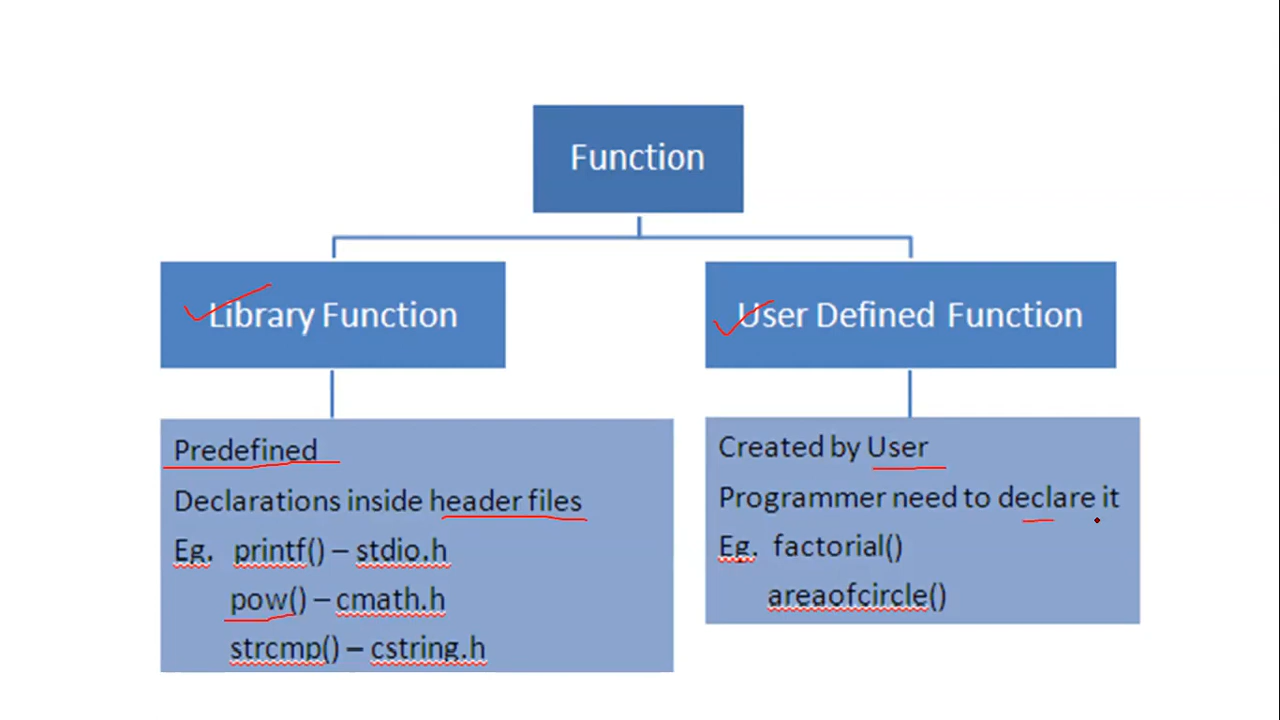 Function
Library Function
User Defined Function
Predefined
Declarations inside header files
Eg. printf() – stdio.h
pow() – cmath.h
strcmp() – cstring.h
Created by User
Programmer need to declare it
Eg. factorial()
areaofcircle()